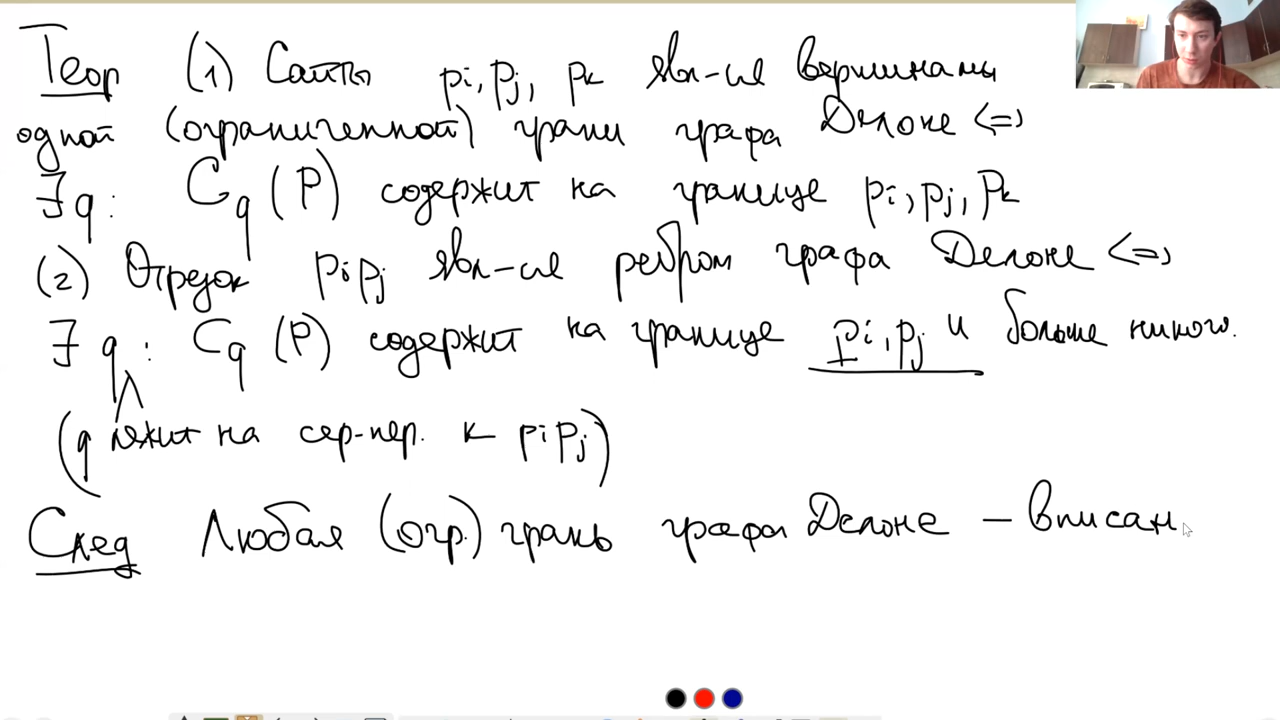 Теор (1) Сайты pi, pj, pk явл-ся вершинами
одной (ограниченной) грани графа Делоне <=>
∃q: Cq(P) содержит на границе pi, pj, pk
(2) Отрезок pipj явл-ся ребром графа Делоне <=>
∃ q : Cq(P) содержит на границе pi, pj и больше никого.
(q лежит на сер-пер. к pipj)
След Любая (огр.) грань графа Делоне – вписан